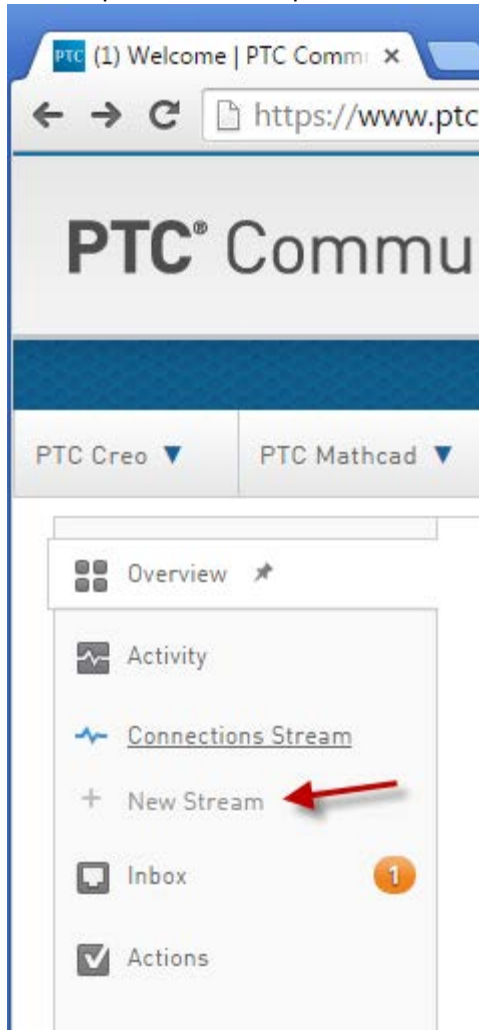 PTC (1) Welcome | PTC Comm
https://www.ptc
PTC® Commu
PTC Creo ▼ PTC Mathcad ▼
Overview
Activity
Connections Stream
+ New Stream
Inbox 1
Actions